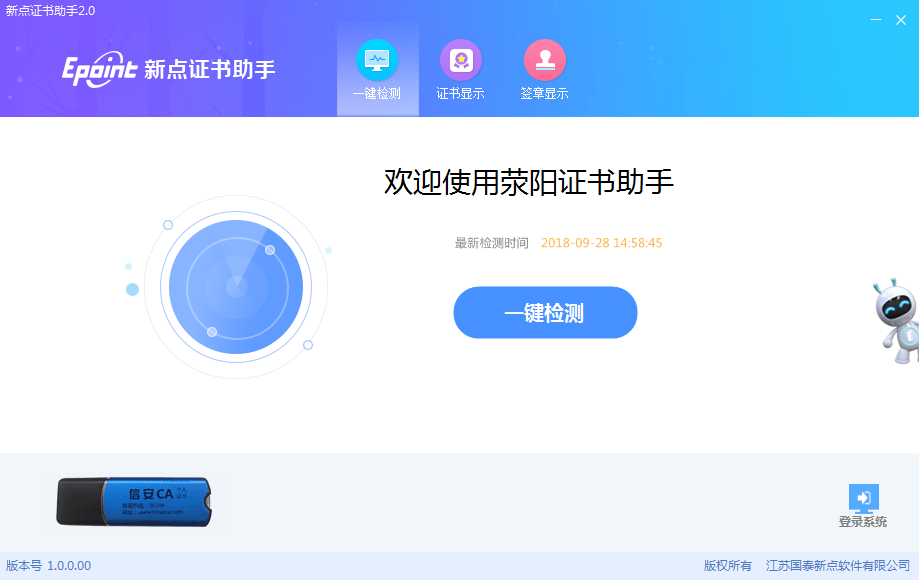 新点证书助手2.0
Epoint 新点证书助手
一键检测
证书显示
签章显示
欢迎使用荥阳证书助手
最新检测时间 2018-09-28 14:58:45
一键检测
信安CA 个人
证书
登录系统
版本号 1.0.0.00
版权所有 江苏国泰新点软件有限公司